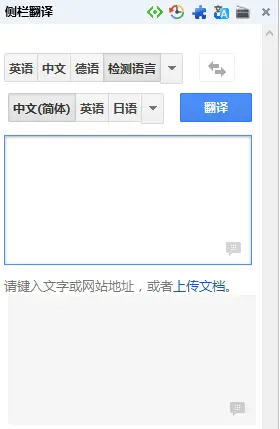 侧栏翻译
英语 中文 德语 检测语言
中文(简体) 英语 日语 翻译
请键入文字或网站地址，或者上传文档。